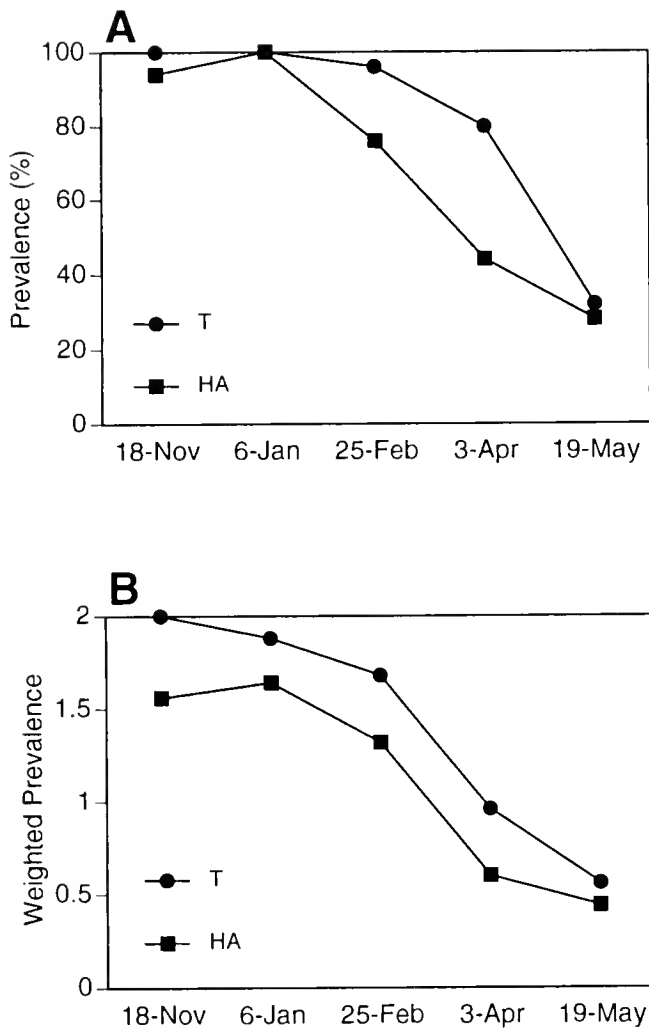 A
100
80
60
40
20
0
Prevalence (%)
T
HA
18-Nov 6-Jan 25-Feb 3-Apr 19-May
B
2
1.5
1
0.5
0
Weighted Prevalence
T
HA
18-Nov 6-Jan 25-Feb 3-Apr 19-May